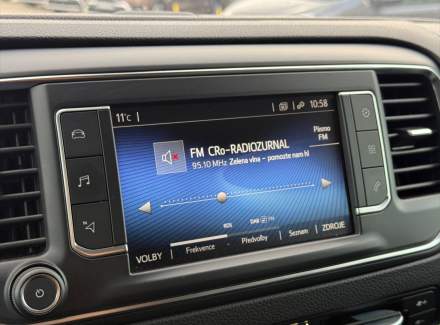 11°C
10:58
FM CRo-RADIOZURNAL
Pásmo
FM
95.10 MHz Zelena vlna - pomozte nam hl
VOLBY
Frekvence
Předvolby
Seznam
ZDROJE